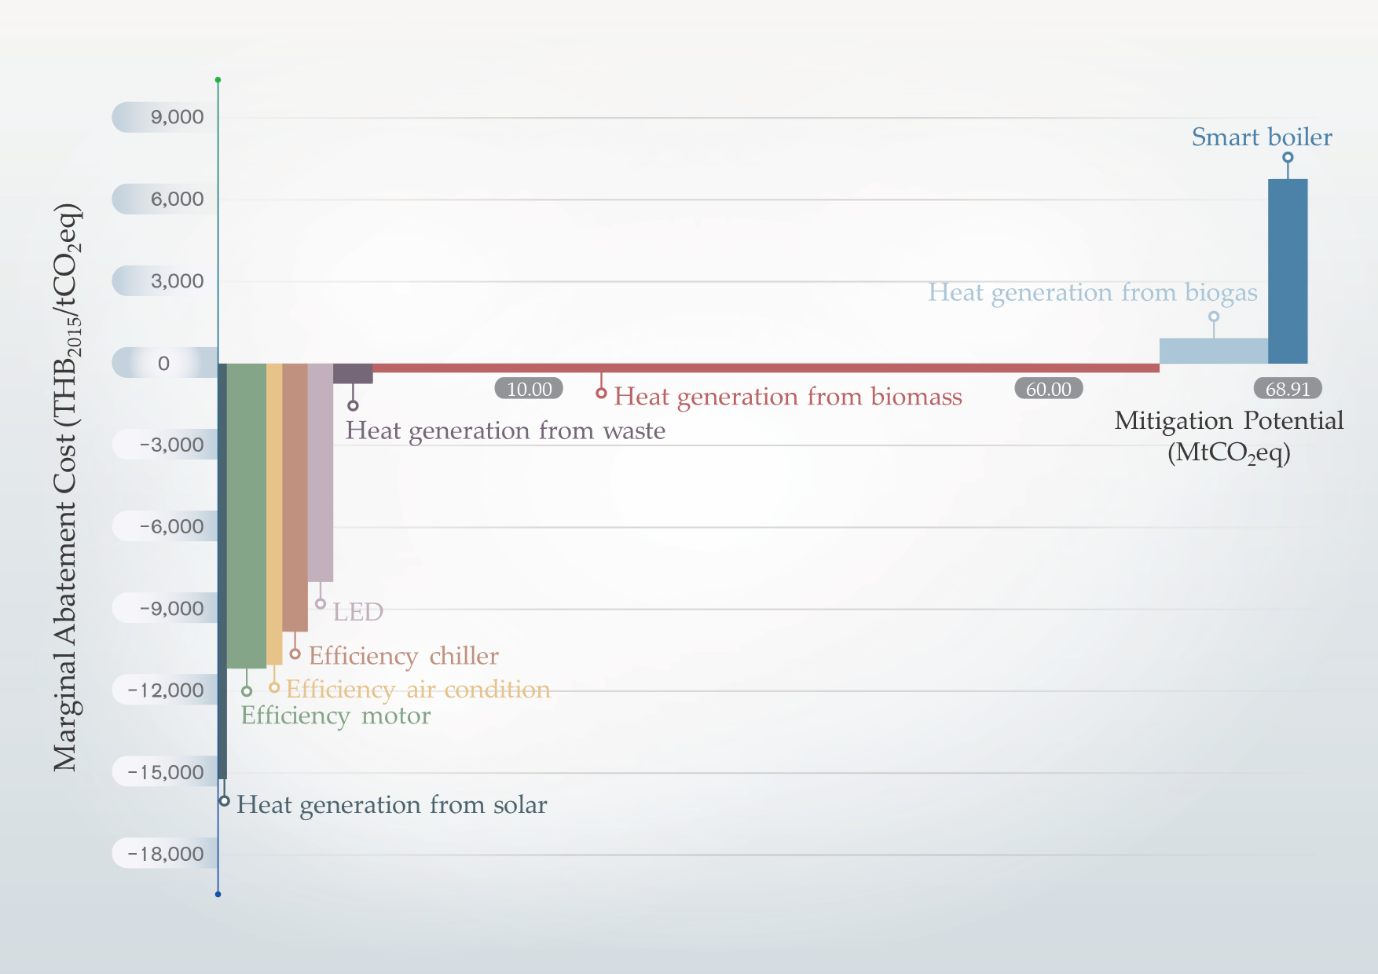 9,000
Smart boiler
6,000
3,000
Heat generation from biogas
0
10.00
60.00
68.91
Heat generation from biomass
Mitigation Potential
(MtCO₂eq)
Heat generation from waste
−3,000
−6,000
−9,000
LED
Efficiency chiller
−12,000
Efficiency air condition
Efficiency motor
−15,000
Heat generation from solar
−18,000
Marginal Abatement Cost (THB₂₀₁₅/tCO₂eq)